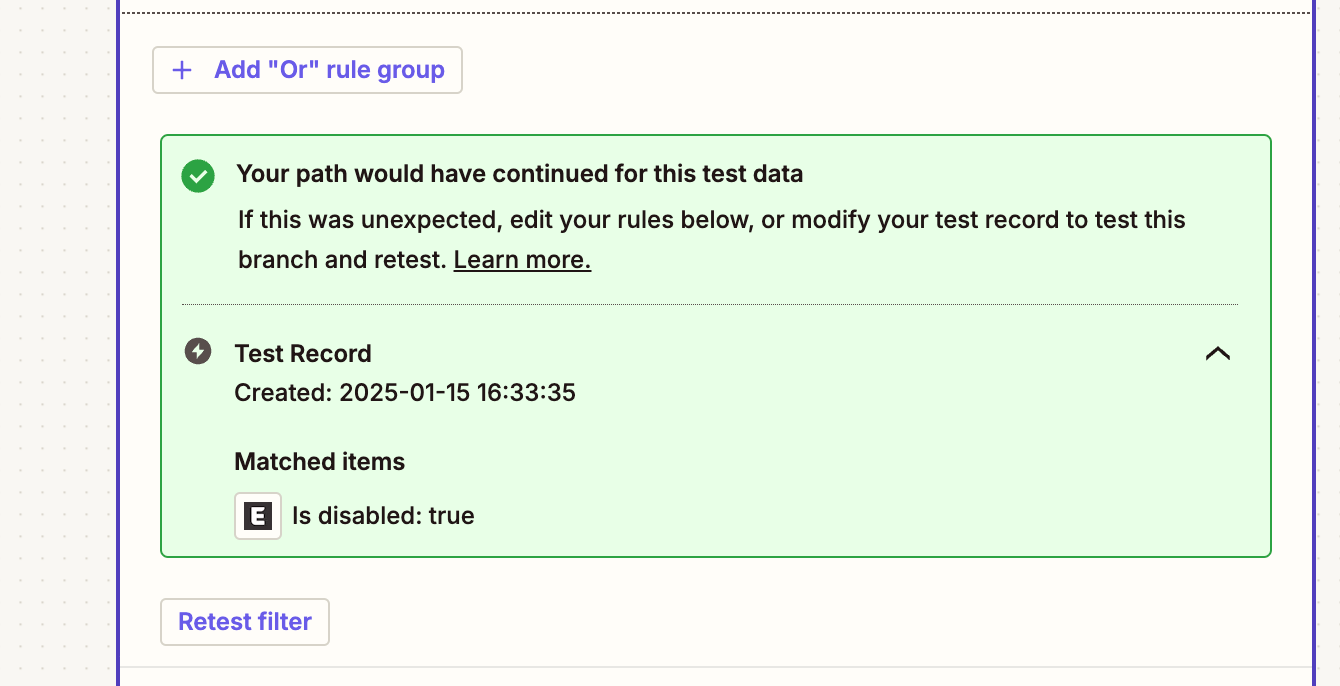 Add "Or" rule group
Your path would have continued for this test data
If this was unexpected, edit your rules below, or modify your test record to test this
branch and retest. Learn more.
Test Record
Created: 2025-01-15 16:33:35
Matched items
E Is disabled: true
Retest filter